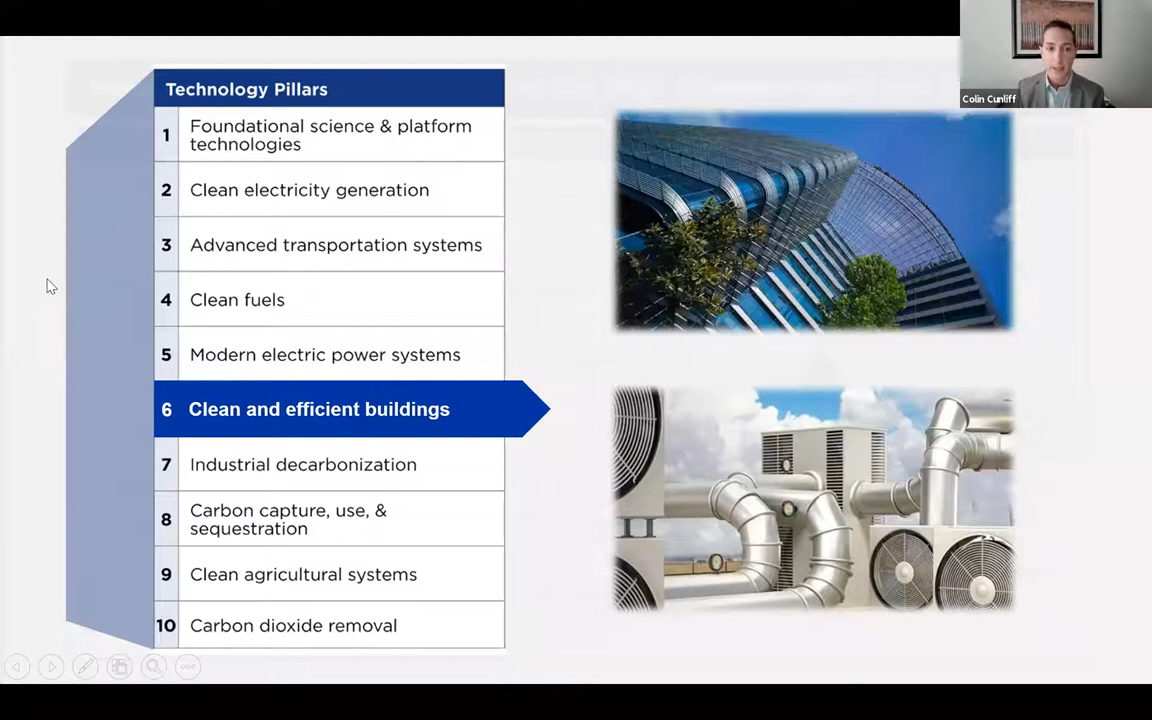 Colin Cunliff
Technology Pillars
1 Foundational science & platform
technologies
2 Clean electricity generation
3 Advanced transportation systems
4 Clean fuels
5 Modern electric power systems
6 Clean and efficient buildings
7 Industrial decarbonization
8 Carbon capture, use, &
sequestration
9 Clean agricultural systems
10 Carbon dioxide removal